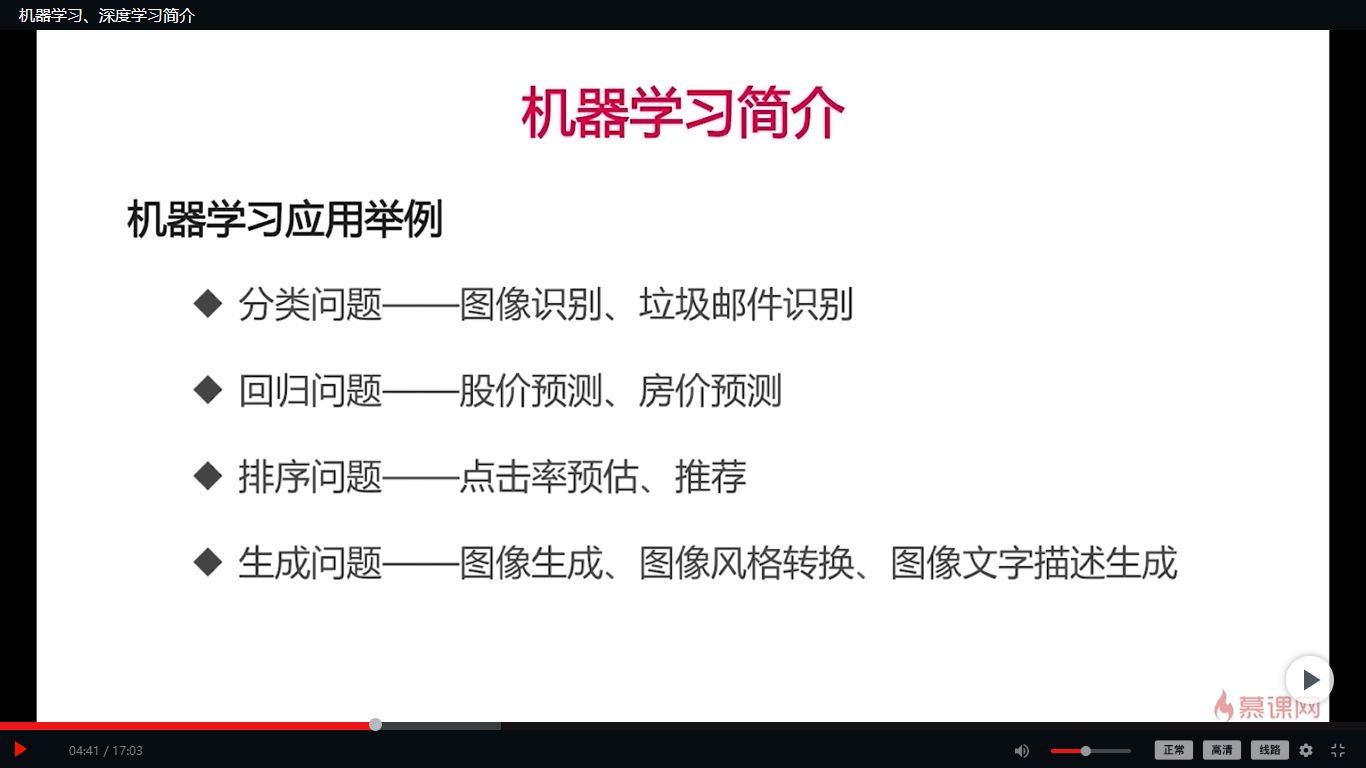 机器学习、深度学习简介
机器学习简介
机器学习应用举例
◆ 分类问题——图像识别、垃圾邮件识别
◆ 回归问题——股价预测、房价预测
◆ 排序问题——点击率预估、推荐
◆ 生成问题——图像生成、图像风格转换、图像文字描述生成
慕课网
04:41 / 17:03
正常 高清 线路